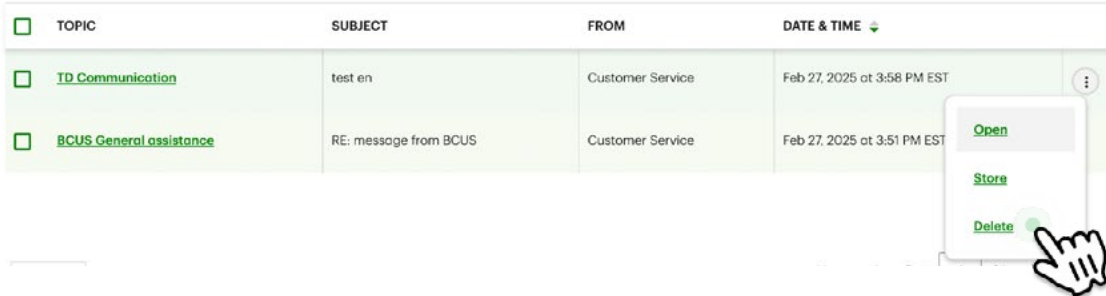 TOPIC SUBJECT FROM DATE & TIME
TD Communication test en Customer Service Feb 27, 2025 at 3:58 PM EST
BCUS General assistance RE: message from BCUS Customer Service Feb 27, 2025 at 3:51 PM EST
Open
Store
Delete